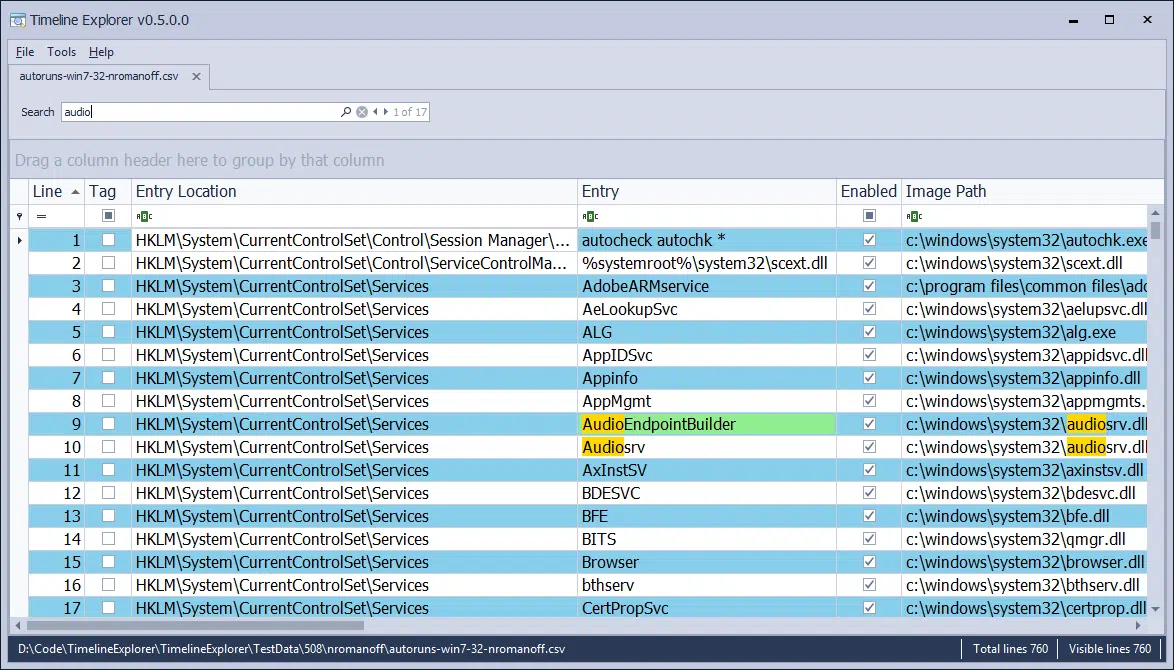 Timeline Explorer v0.5.0.0
File Tools Help
autoruns-win7-32-nromanoff.csv
Search audio 1 of 17
Drag a column header here to group by that column
Line Tag Entry Location Entry Enabled Image Path
= ABC ABC ABC
1 HKLM\System\CurrentControlSet\Control\Session Manager\... autocheck autochk * c:\windows\system32\autochk.exe
2 HKLM\System\CurrentControlSet\Control\ServiceControlMa... %systemroot%\system32\scext.dll c:\windows\system32\scext.dll
3 HKLM\System\CurrentControlSet\Services AdobeARMservice c:\program files\common files\ado
4 HKLM\System\CurrentControlSet\Services AeLookupSvc c:\windows\system32\aelupsvc.dll
5 HKLM\System\CurrentControlSet\Services ALG c:\windows\system32\alg.exe
6 HKLM\System\CurrentControlSet\Services AppIDSvc c:\windows\system32\appidsvc.dll
7 HKLM\System\CurrentControlSet\Services Appinfo c:\windows\system32\appinfo.dll
8 HKLM\System\CurrentControlSet\Services AppMgmt c:\windows\system32\appmgmts.
9 HKLM\System\CurrentControlSet\Services AudioEndpointBuilder c:\windows\system32\audiosrv.dll
10 HKLM\System\CurrentControlSet\Services Audiosrv c:\windows\system32\audiosrv.dll
11 HKLM\System\CurrentControlSet\Services AxInstSV c:\windows\system32\axinstsv.dll
12 HKLM\System\CurrentControlSet\Services BDESVC c:\windows\system32\bdesvc.dll
13 HKLM\System\CurrentControlSet\Services BFE c:\windows\system32\bfe.dll
14 HKLM\System\CurrentControlSet\Services BITS c:\windows\system32\qmgr.dll
15 HKLM\System\CurrentControlSet\Services Browser c:\windows\system32\browser.dll
16 HKLM\System\CurrentControlSet\Services bthserv c:\windows\system32\bthserv.dll
17 HKLM\System\CurrentControlSet\Services CertPropSvc c:\windows\system32\certprop.dll
D:\Code\TimelineExplorer\TimelineExplorer\TestData\508\nromanoff\autoruns-win7-32-nromanoff.csv Total lines 760 Visible lines 760